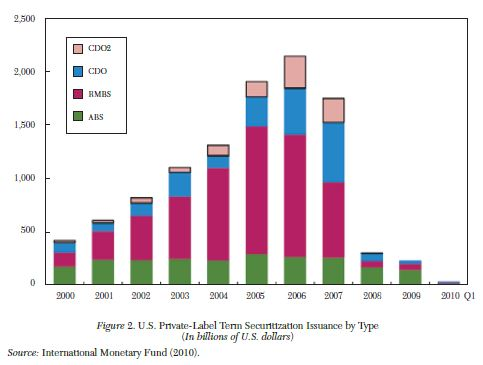 2,500
2,000
1,500
1,000
500
0
CDO2
CDO
RMBS
ABS
2000 2001 2002 2003 2004 2005 2006 2007 2008 2009 2010 Q1
Figure 2. U.S. Private-Label Term Securitization Issuance by Type
(In billions of U.S. dollars)
Source: International Monetary Fund (2010).